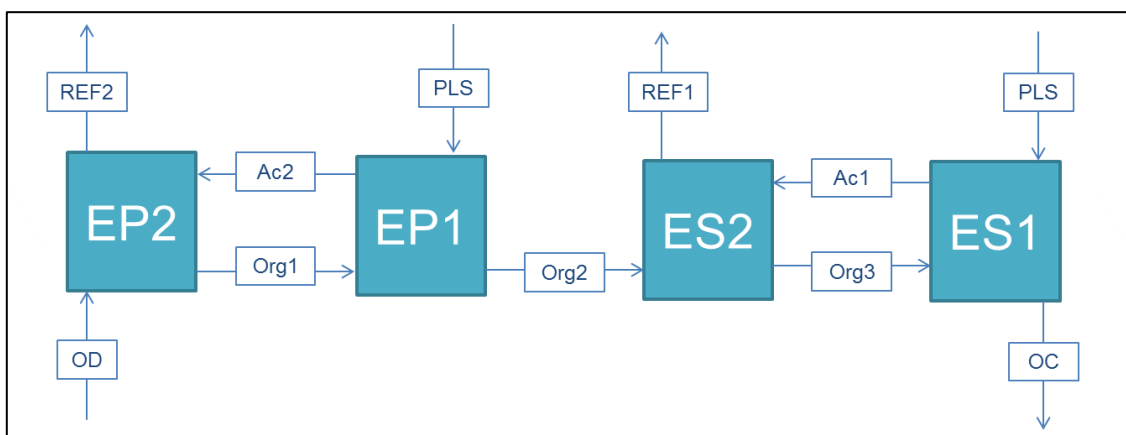 REF2
PLS
REF1
PLS
EP2
Ac2
EP1
ES2
Ac1
ES1
Org1
Org2
Org3
OD
OC